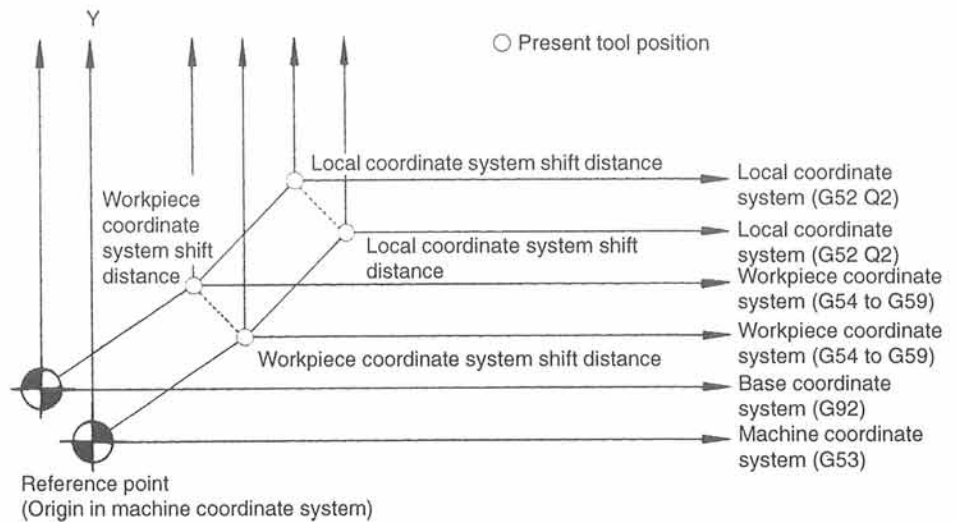 Y
Present tool position
Local coordinate system shift distance
Local coordinate
system (G52 Q2)
Workpiece
coordinate
system shift
distance
Local coordinate system shift
distance
Local coordinate
system (G52 Q2)
Workpiece coordinate
system (G54 to G59)
Workpiece coordinate
system (G54 to G59)
Workpiece coordinate system shift distance
Base coordinate
system (G92)
Machine coordinate
system (G53)
Reference point
(Origin in machine coordinate system)